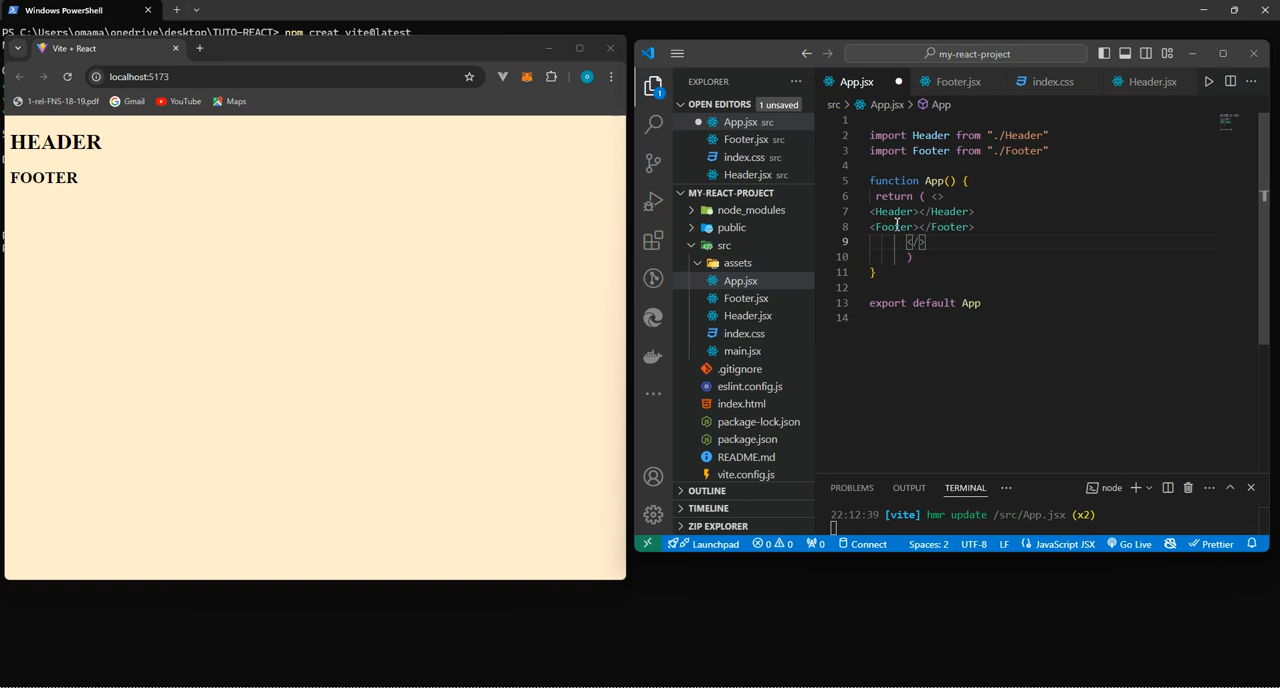 Windows PowerShell
PS C:\Users\omama\onedrive\desktop\TUTO-REACT> npm creat vite@latest
Vite + React
localhost:5173
1-rel-FNS-18-19.pdf Gmail YouTube Maps
HEADER
FOOTER
my-react-project
EXPLORER
OPEN EDITORS 1 unsaved
App.jsx src
Footer.jsx src
index.css src
Header.jsx src
MY-REACT-PROJECT
node_modules
public
src
assets
App.jsx
Footer.jsx
Header.jsx
index.css
main.jsx
.gitignore
eslint.config.js
index.html
package-lock.json
package.json
README.md
vite.config.js
OUTLINE
TIMELINE
ZIP EXPLORER
App.jsx Footer.jsx index.css Header.jsx
src > App.jsx > App
1
2 import Header from "./Header"
3 import Footer from "./Footer"
4
5 function App() {
6 return ( <>
7 <Header></Header>
8 <Footer></Footer>
9 </>
10 )
11 }
12
13 export default App
14
PROBLEMS OUTPUT TERMINAL node
22:12:39 [vite] hmr update /src/App.jsx (x2)
Launchpad 0 0 0 Connect Spaces: 2 UTF-8 LF JavaScript JSX Go Live Prettier